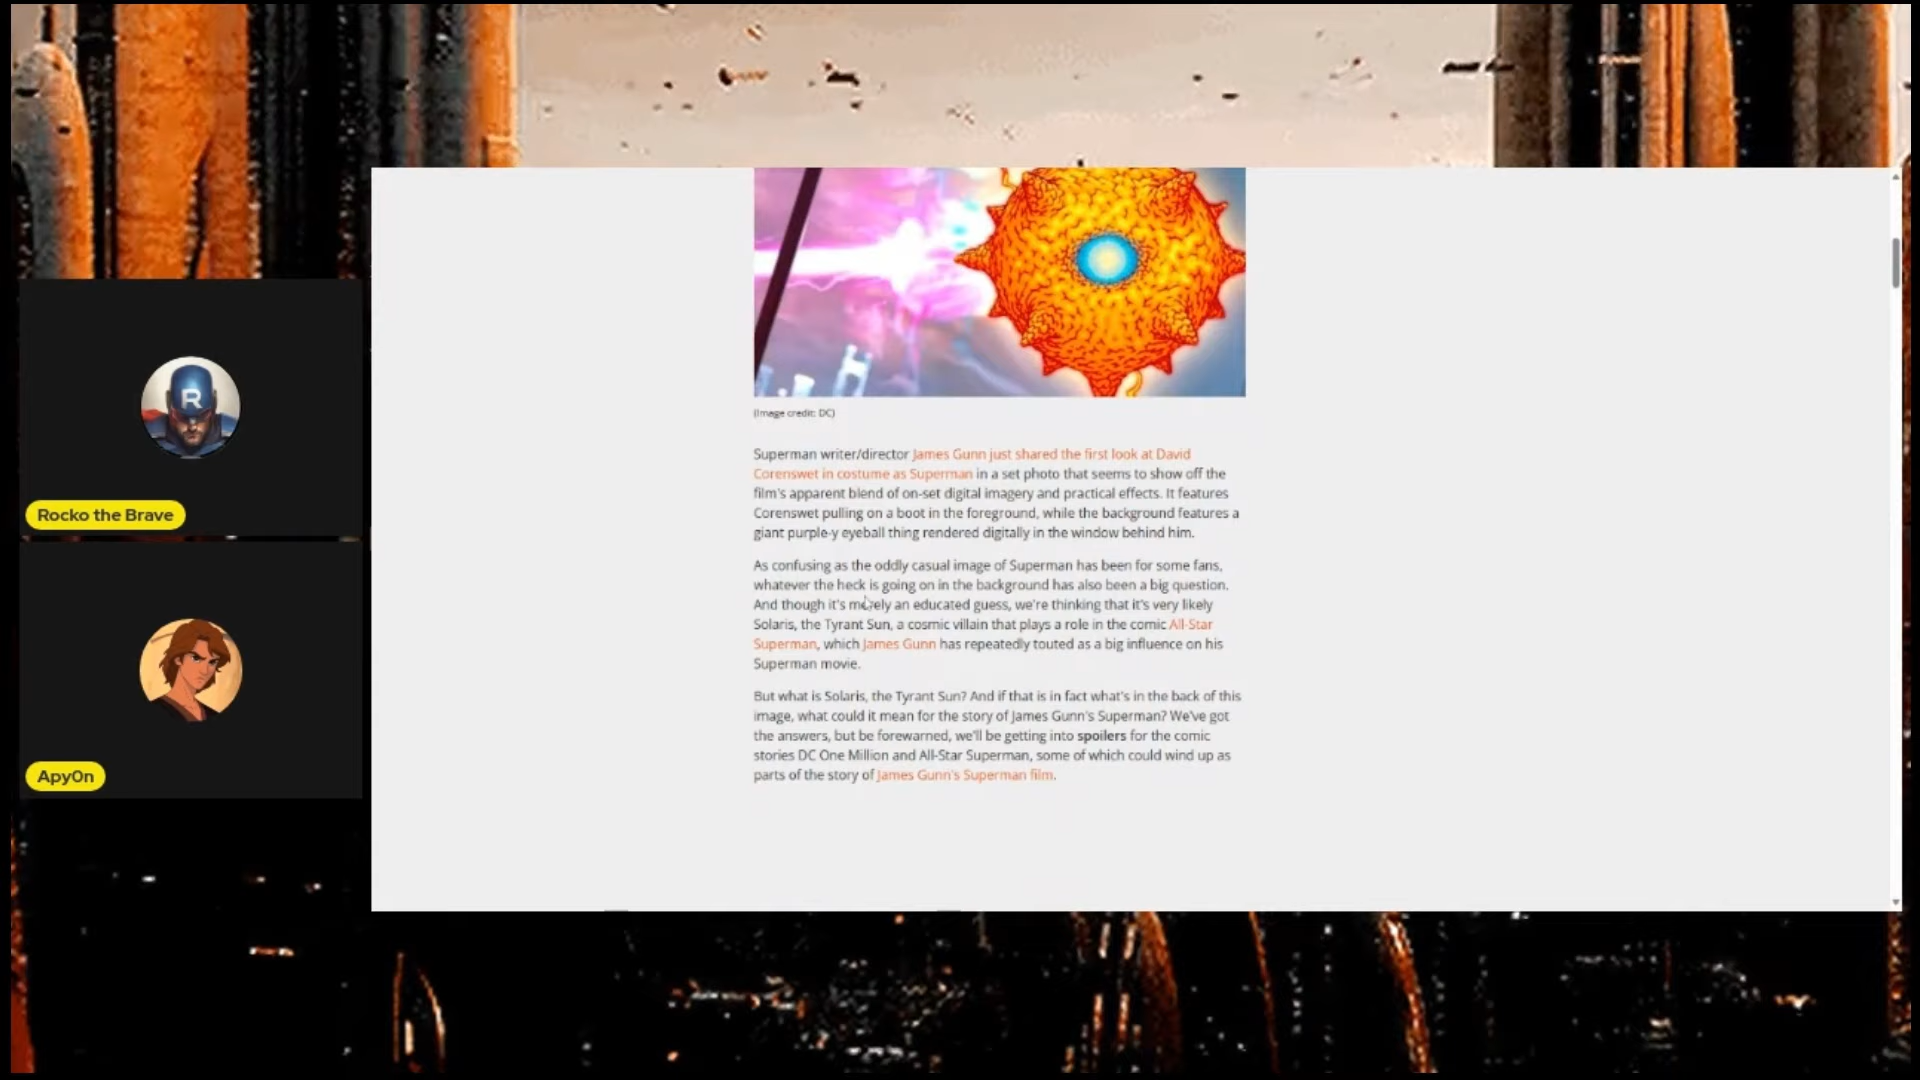 R
Rocko the Brave
Apy0n
(Image credit: DC)
Superman writer/director James Gunn just shared the first look at David
Corenswet in costume as Superman in a set photo that seems to show off the
film's apparent blend of on-set digital imagery and practical effects. It features
Corenswet pulling on a boot in the foreground, while the background features a
giant purple-y eyeball thing rendered digitally in the window behind him.
As confusing as the oddly casual image of Superman has been for some fans,
whatever the heck is going on in the background has also been a big question.
And though it's merely an educated guess, we're thinking that it's very likely
Solaris, the Tyrant Sun, a cosmic villain that plays a role in the comic All-Star
Superman, which James Gunn has repeatedly touted as a big influence on his
Superman movie.
But what is Solaris, the Tyrant Sun? And if that is in fact what's in the back of this
image, what could it mean for the story of James Gunn's Superman? We've got
the answers, but be forewarned, we'll be getting into spoilers for the comic
stories DC One Million and All-Star Superman, some of which could wind up as
parts of the story of James Gunn's Superman film.